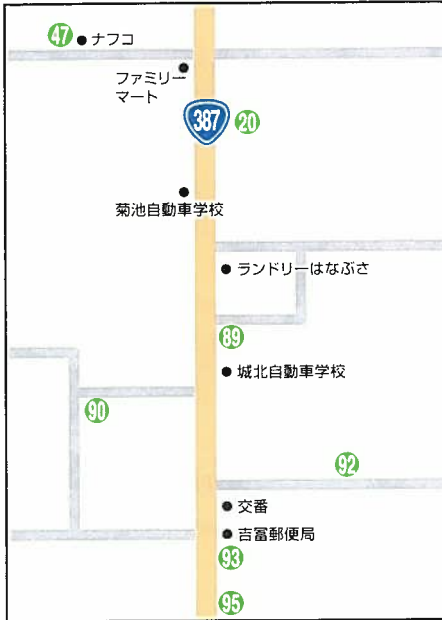 47 ナフコ
ファミリー
マート
387 20
菊池自動車学校
ランドリーはなぶさ
89
城北自動車学校
90
92
交番
吉冨郵便局
93
95